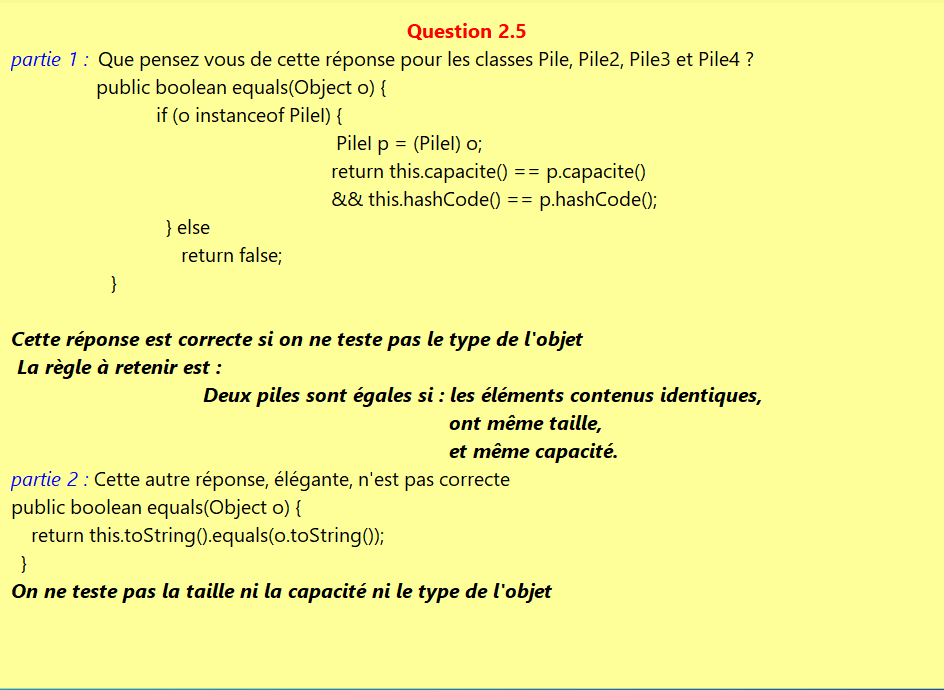 Question 2.5
partie 1 : Que pensez vous de cette réponse pour les classes Pile, Pile2, Pile3 et Pile4 ?
public boolean equals(Object o) {
if (o instanceof PileI) {
PileI p = (PileI) o;
return this.capacite() == p.capacite()
&& this.hashCode() == p.hashCode();
} else
return false;
}
Cette réponse est correcte si on ne teste pas le type de l'objet
La règle à retenir est :
Deux piles sont égales si : les éléments contenus identiques,
ont même taille,
et même capacité.
partie 2 : Cette autre réponse, élégante, n'est pas correcte
public boolean equals(Object o) {
return this.toString().equals(o.toString());
}
On ne teste pas la taille ni la capacité ni le type de l'objet